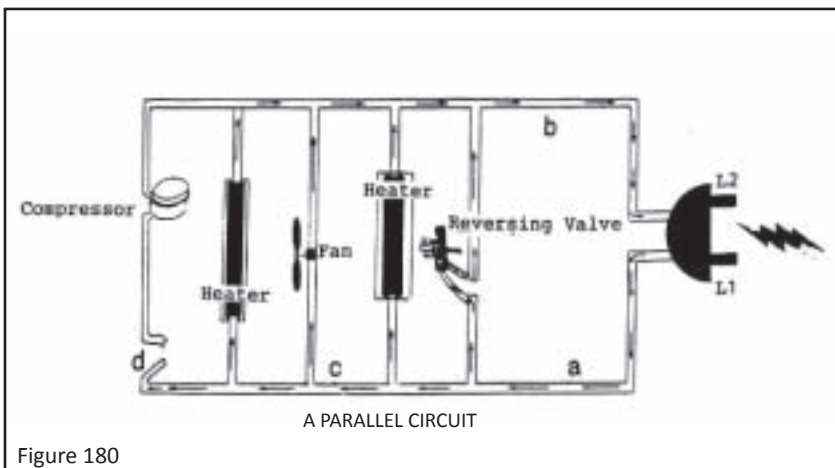 b
L2
Heater
Compressor
Reversing Valve
Fan
Heater
L1
d
c
a
A PARALLEL CIRCUIT
Figure 180